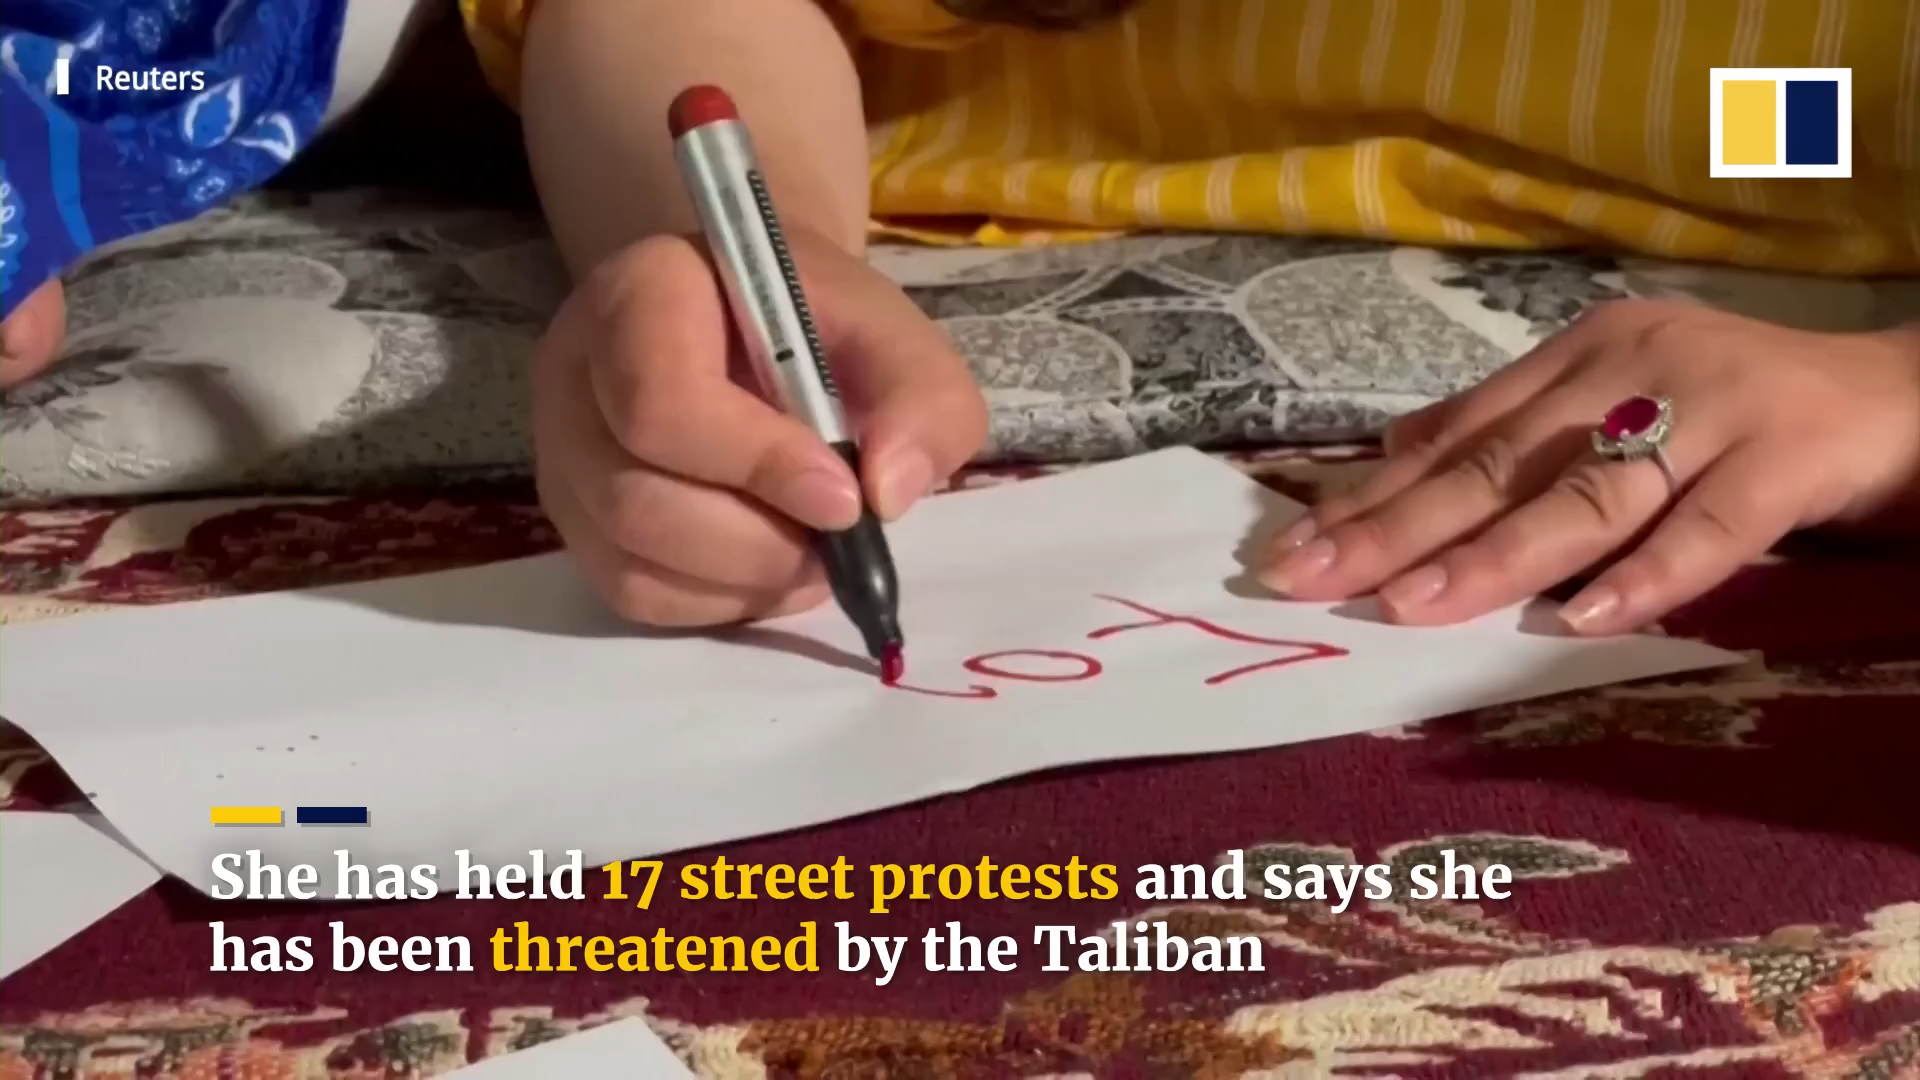 Reuters
She has held 17 street protests and says she
has been threatened by the Taliban